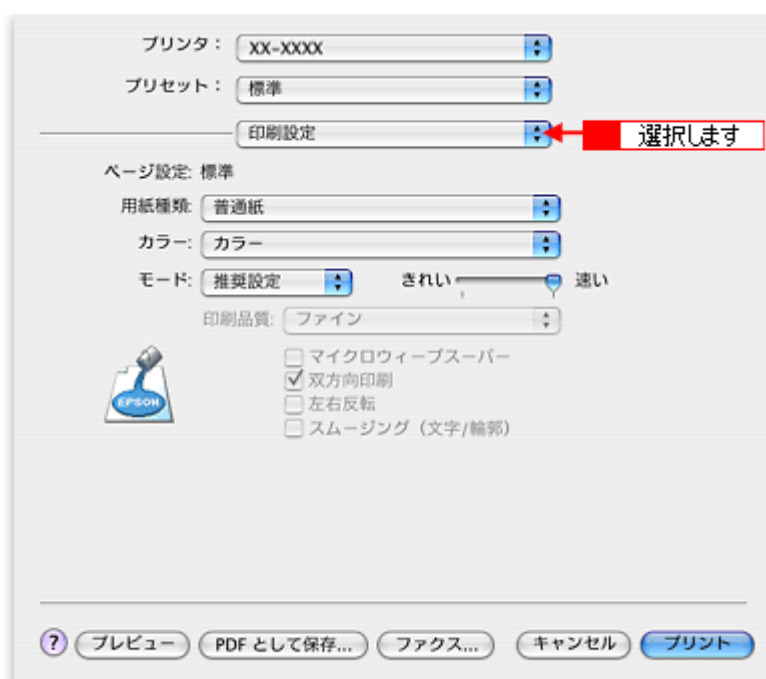 プリンタ： XX-XXXX
プリセット： 標準
印刷設定 選択します
ページ設定: 標準
用紙種類: 普通紙
カラー: カラー
モード: 推奨設定 きれい 速い
印刷品質: ファイン
マイクロウィーブスーパー
双方向印刷
EPSON
左右反転
スムージング（文字/輪郭）
? プレビュー PDF として保存... ファクス... キャンセル プリント